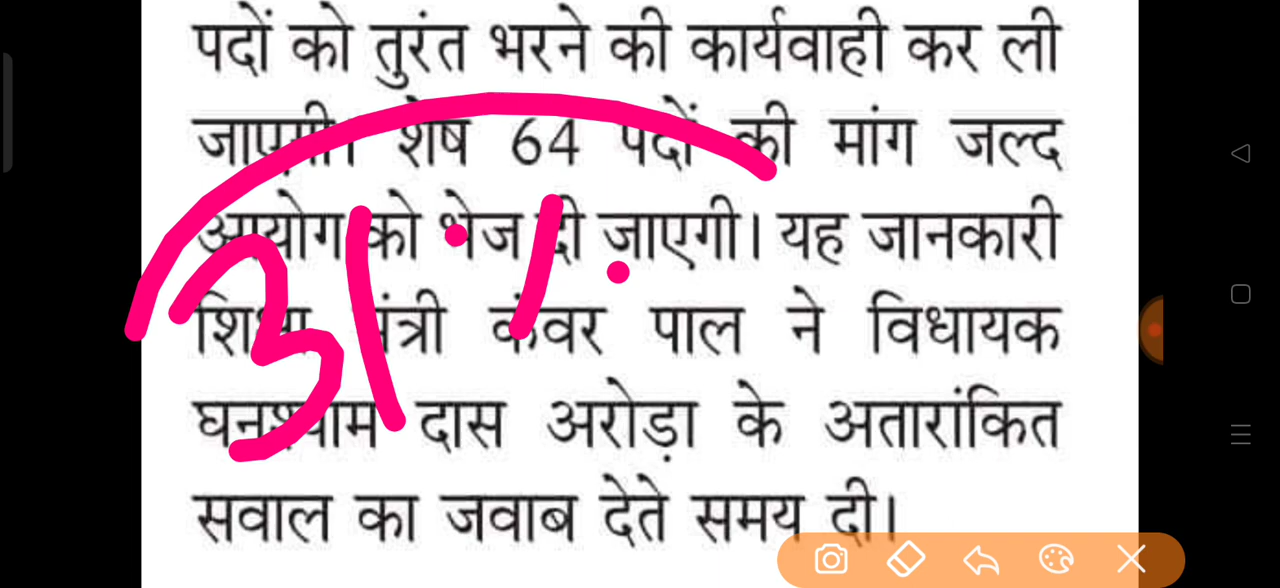 पदों को तुरंत भरने की कार्यवाही कर ली
जाएगी। शेष 64 पदों की मांग जल्द
आयोग को भेज दी जाएगी। यह जानकारी
31%
शिक्षा मंत्री कंवर पाल ने विधायक
घनश्याम दास अरोड़ा के अतारांकित
सवाल का जवाब देते समय दी।